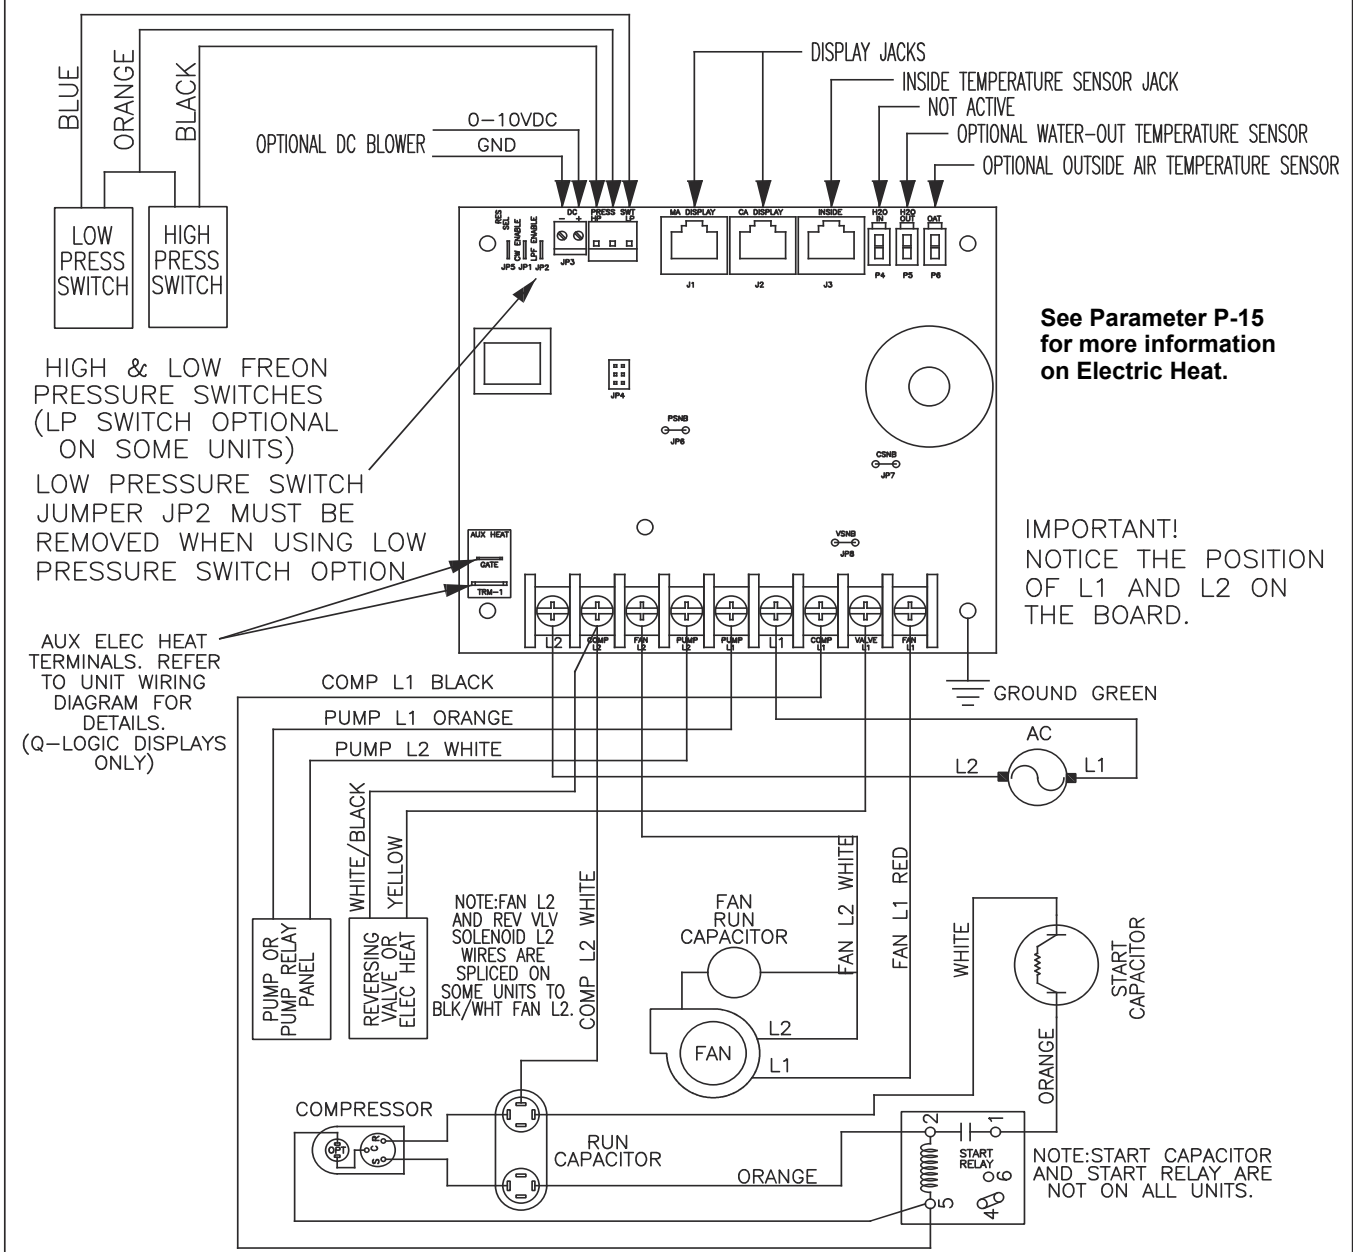 BLUE
ORANGE
BLACK
DISPLAY JACKS
INSIDE TEMPERATURE SENSOR JACK
NOT ACTIVE
OPTIONAL WATER-OUT TEMPERATURE SENSOR
OPTIONAL OUTSIDE AIR TEMPERATURE SENSOR
0-10VDC
OPTIONAL DC BLOWER
GND
LOW
PRESS
SWITCH
HIGH
PRESS
SWITCH
RES
SEL
CW ENABLE
LPF ENABLE
JP5 JP1 JP2
DC
- +
JP3
PRESS SWT
HP LP
MA DISPLAY
J1
CA DISPLAY
J2
INSIDE
J3
H2O
IN
P4
H2O
OUT
P5
OAT
P6
See Parameter P-15
for more information
on Electric Heat.
HIGH & LOW FREON
PRESSURE SWITCHES
(LP SWITCH OPTIONAL
ON SOME UNITS)
LOW PRESSURE SWITCH
JUMPER JP2 MUST BE
REMOVED WHEN USING LOW
PRESSURE SWITCH OPTION
JP4
PSNB
JP6
CSNB
JP7
VSNB
JP8
AUX HEAT
GATE
TRM-1
IMPORTANT!
NOTICE THE POSITION
OF L1 AND L2 ON
THE BOARD.
L2
COMP
L2
FAN
L2
PUMP
L2
PUMP
L1
L1
COMP
L1
VALVE
L1
FAN
L1
AUX ELEC HEAT
TERMINALS. REFER
TO UNIT WIRING
DIAGRAM FOR
DETAILS.
(Q-LOGIC DISPLAYS
ONLY)
COMP L1 BLACK
PUMP L1 ORANGE
PUMP L2 WHITE
GROUND GREEN
AC
L2
L1
WHITE/BLACK
YELLOW
PUMP OR
PUMP RELAY
PANEL
REVERSING
VALVE OR
ELEC HEAT
NOTE:FAN L2
AND REV VLV
SOLENOID L2
WIRES ARE
SPLICED ON
SOME UNITS TO
BLK/WHT FAN L2.
COMP L2 WHITE
FAN
RUN
CAPACITOR
FAN L2 WHITE
FAN L1 RED
WHITE
START
CAPACITOR
ORANGE
FAN
L2
L1
COMPRESSOR
OPT
C
R
S
RUN
CAPACITOR
ORANGE
2
1
START
RELAY
6
5
4
NOTE:START CAPACITOR
AND START RELAY ARE
NOT ON ALL UNITS.